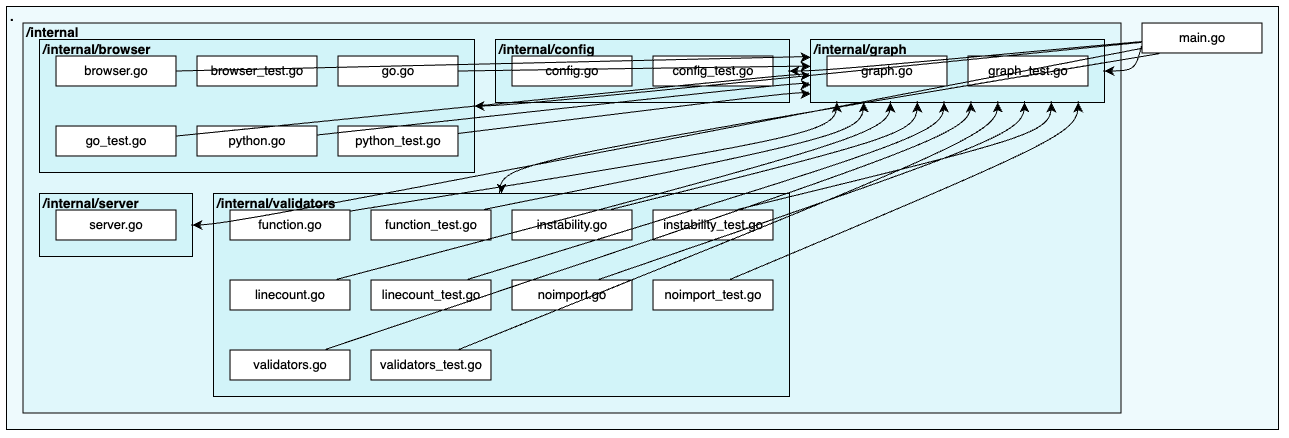 .
/internal
/internal/browser
browser.go
browser_test.go
go.go
go_test.go
python.go
python_test.go
/internal/config
config.go
config_test.go
/internal/graph
graph.go
graph_test.go
main.go
/internal/server
server.go
/internal/validators
function.go
function_test.go
instability.go
instability_test.go
linecount.go
linecount_test.go
noimport.go
noimport_test.go
validators.go
validators_test.go